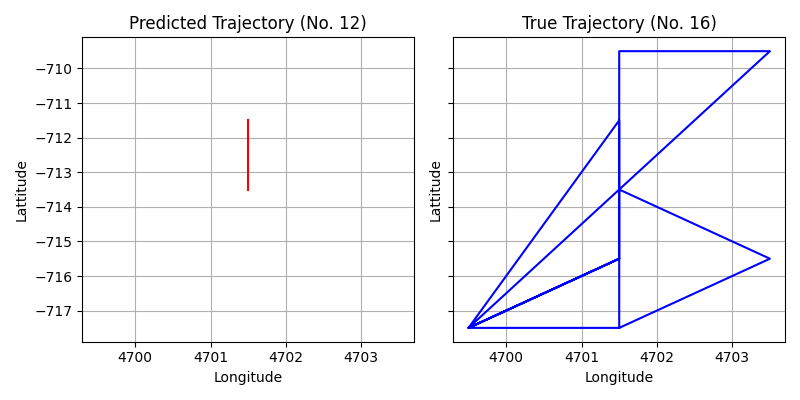 Predicted Trajectory (No. 12)
Lattitude
−710
−711
−712
−713
−714
−715
−716
−717
4700 4701 4702 4703
Longitude
True Trajectory (No. 16)
Lattitude
4700 4701 4702 4703
Longitude